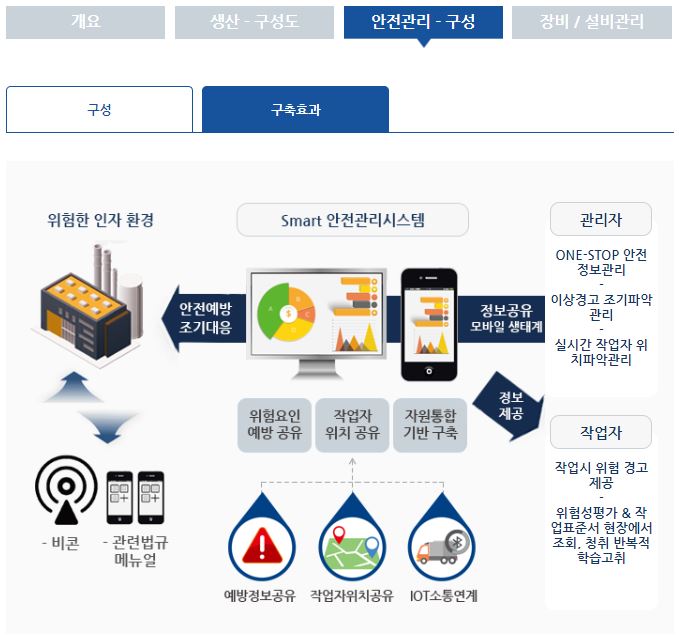 개요
생산 - 구성도
안전관리 - 구성
장비 / 설비관리
구성
구축효과
위험한 인자 환경
Smart 안전관리시스템
관리자
ONE-STOP 안전
정보관리
-
이상경고 조기파악
관리
-
실시간 작업자 위
치파악관리
안전예방
조기대응
A
B
C
D
$
정보공유
모바일 생태계
정보
제공
위험요인
예방 공유
작업자
위치 공유
자원통합
기반 구축
작업자
작업시 위험 경고
제공
-
위험성평가 & 작
업표준서 현장에서
조회, 청취 반복적
학습고취
- 비콘
- 관련법규
메뉴얼
예방정보공유
작업자위치공유
IOT소통연계